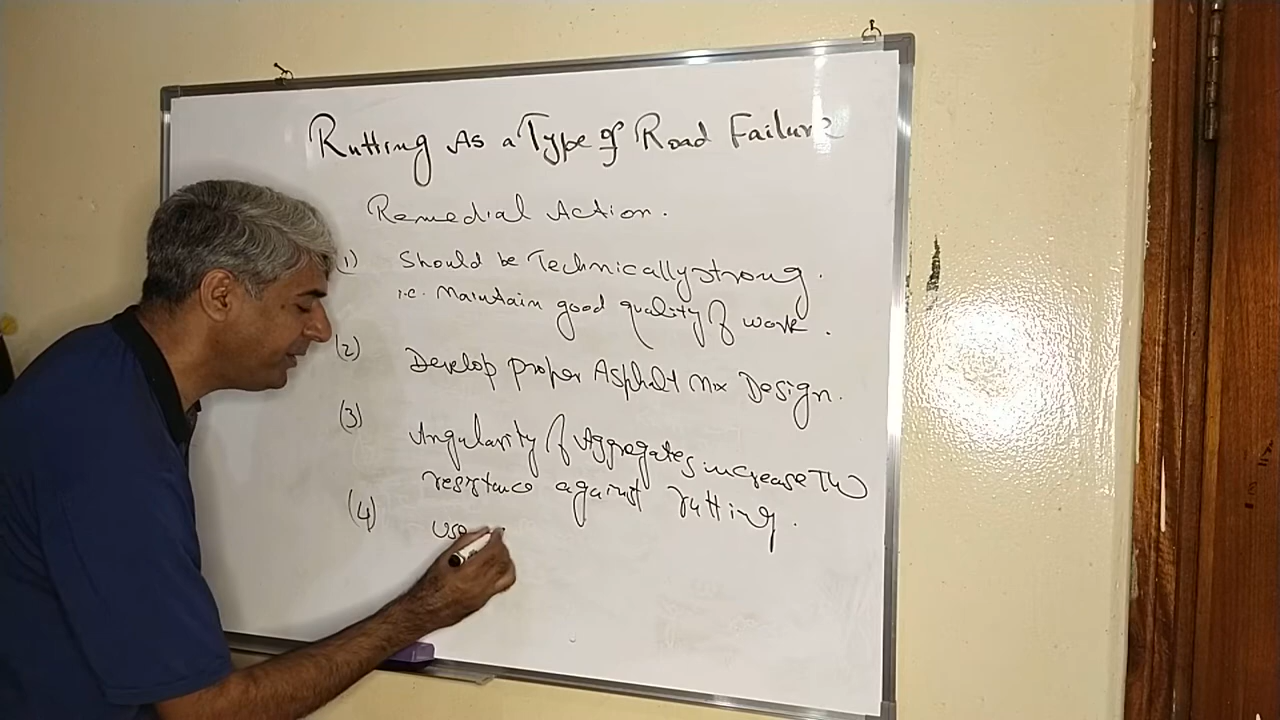 Rutting As a Type of Road Failure
Remedial Action.
(1) Should be Technically strong.
i.e. Maintain good quality of work.
(2) Develop proper Asphalt Mix Design.
(3) Angularity of Aggregates increase The
resistance against rutting.
(4) use